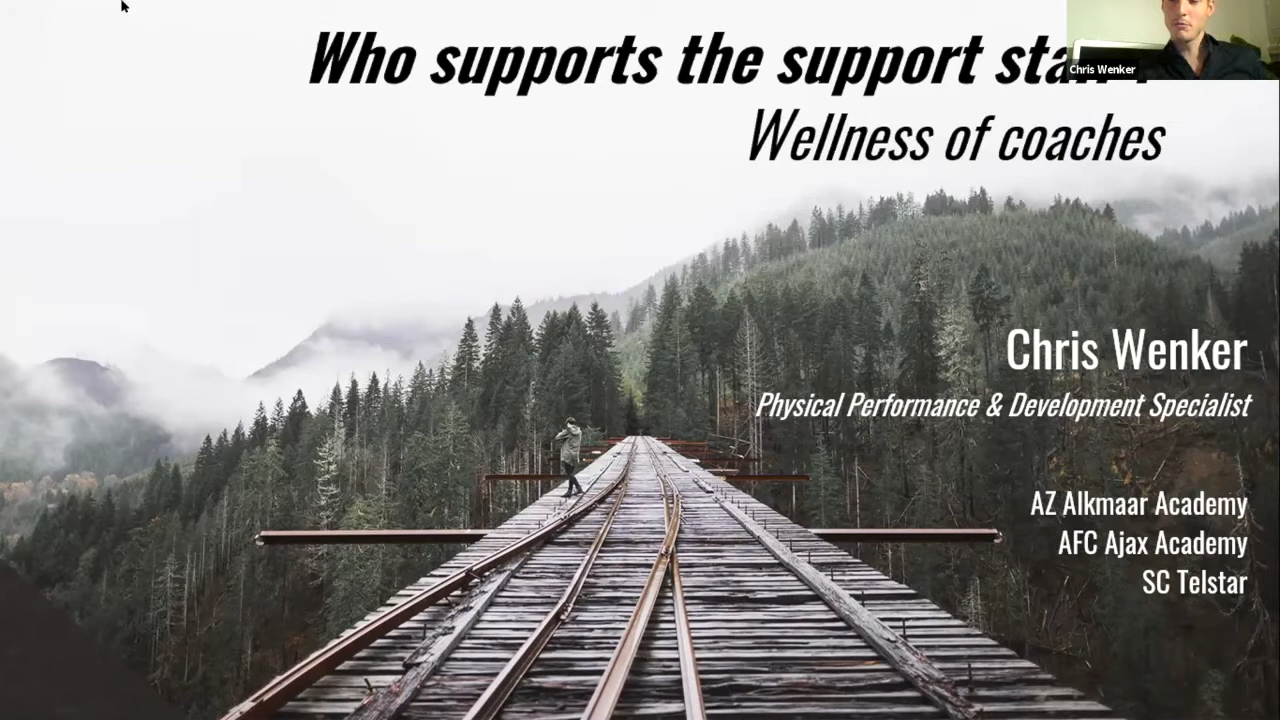 Who supports the support
Wellness of coaches
Chris Wenker
Chris Wenker
Physical Performance & Development Specialist
AZ Alkmaar Academy
AFC Ajax Academy
SC Telstar